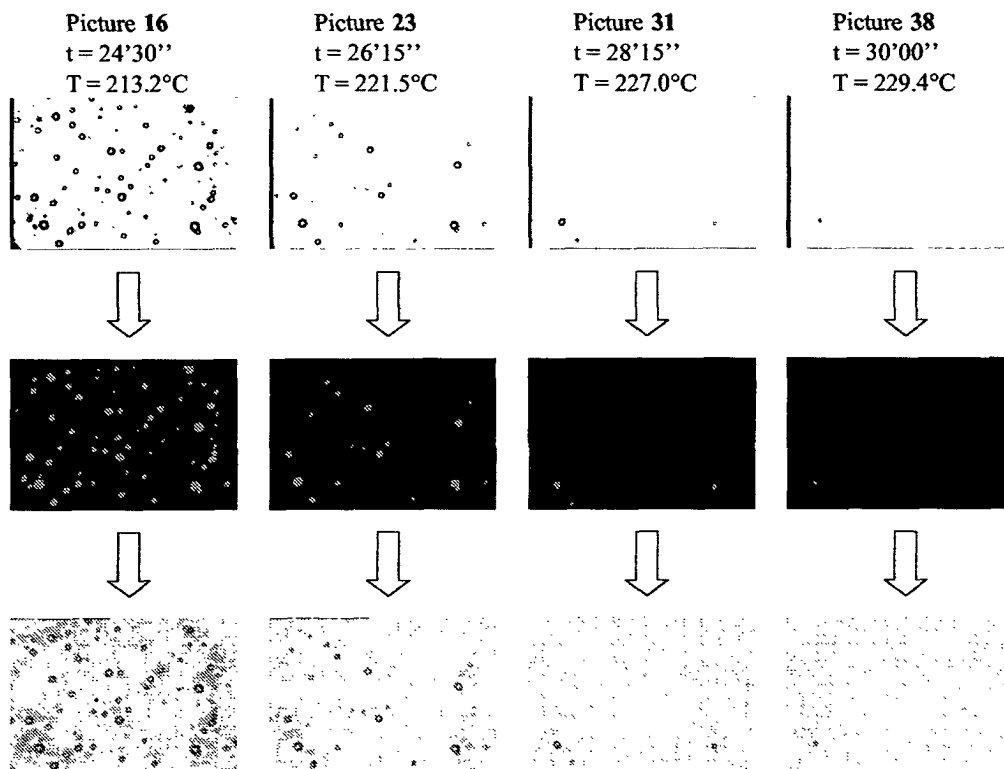 Picture 16
t = 24'30''
T = 213.2°C
Picture 23
t = 26'15''
T = 221.5°C
Picture 31
t = 28'15''
T = 227.0°C
Picture 38
t = 30'00''
T = 229.4°C